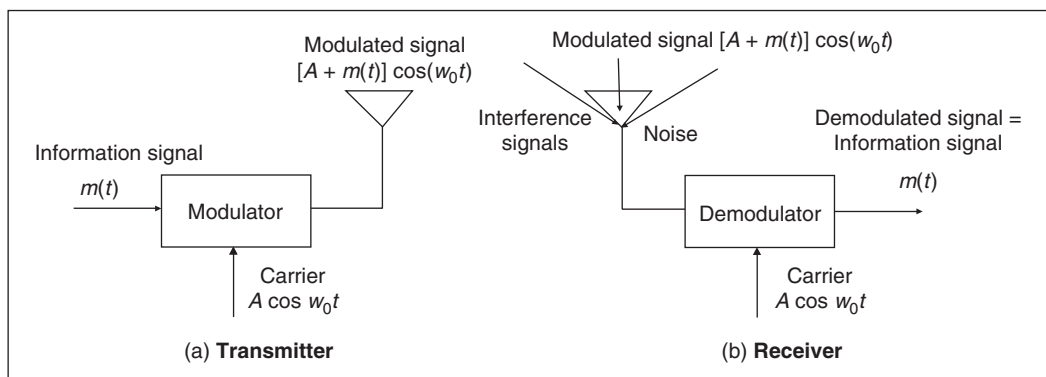 Modulated signal
[A + m(t)] cos(w₀t)
Information signal
m(t)
Modulator
Carrier
A cos w₀t
(a) Transmitter
Modulated signal [A + m(t)] cos(w₀t)
Interference
signals
Noise
Demodulated signal =
Information signal
m(t)
Demodulator
Carrier
A cos w₀t
(b) Receiver